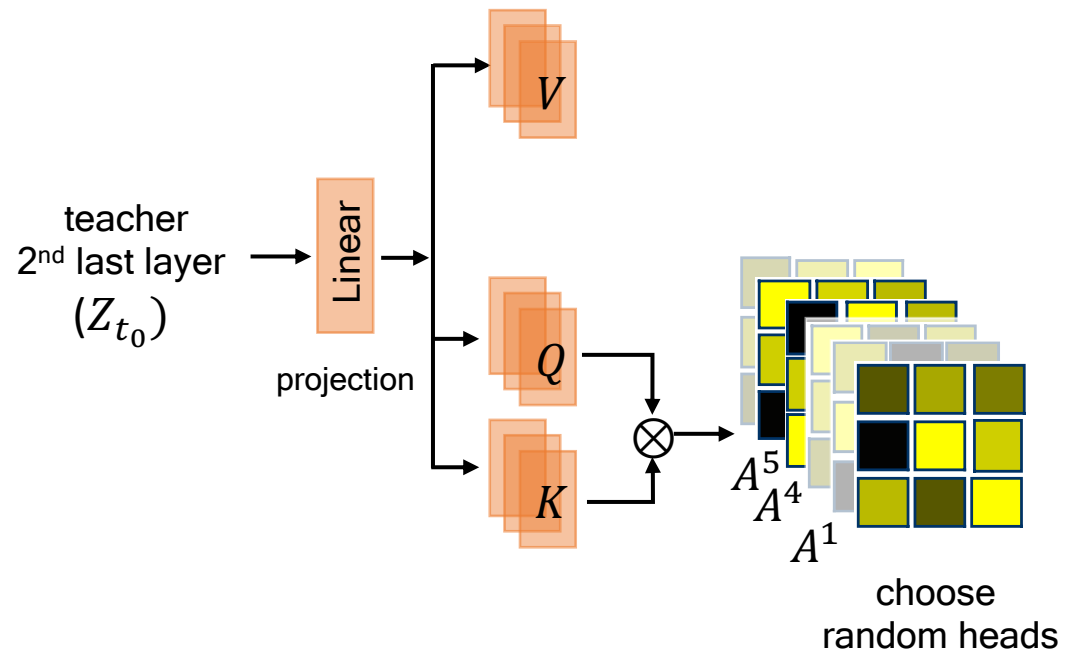 teacher
2nd last layer
(Z_{t_0})
Linear
projection
V
Q
K
A^5
A^4
A^1
choose
random heads